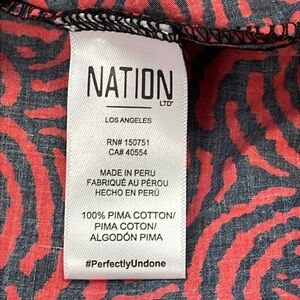 NATION
LTD®
LOS ANGELES
RN# 150751
CA# 40554
MADE IN PERU
FABRIQUÉ AU PÉROU
HECHO EN PERÚ
100% PIMA COTTON/
PIMA COTON/
ALGODÓN PIMA
#PerfectlyUndone